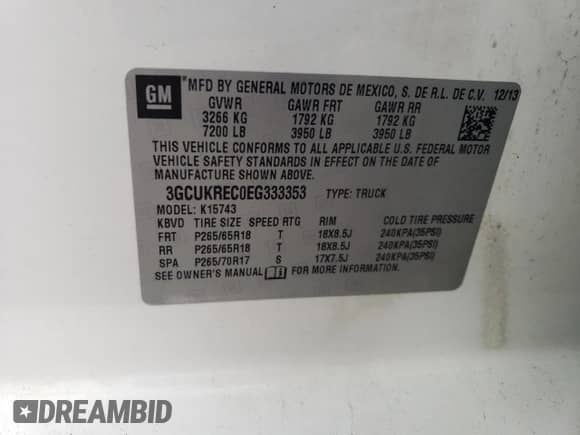 GM
MFD BY GENERAL MOTORS DE MEXICO, S. DE R.L. DE C.V. 12/13
GVWR GAWR FRT GAWR RR
3266 KG 1792 KG 1792 KG
7200 LB 3950 LB 3950 LB
THIS VEHICLE CONFORMS TO ALL APPLICABLE U.S. FEDERAL MOTOR
VEHICLE SAFETY STANDARDS IN EFFECT ON THE DATE OF
MANUFACTURE SHOWN ABOVE.
3GCUKREC0EG333353 TYPE: TRUCK
MODEL: K15743
KBVD TIRE SIZE SPEED RTG RIM COLD TIRE PRESSURE
FRT P265/65R18 T 18X8.5J 240KPA(35PSI)
RR P265/65R18 T 18X8.5J 240KPA(35PSI)
SPA P265/70R17 S 17X7.5J 240KPA(35PSI)
SEE OWNER'S MANUAL FOR MORE INFORMATION.
DREAMBID